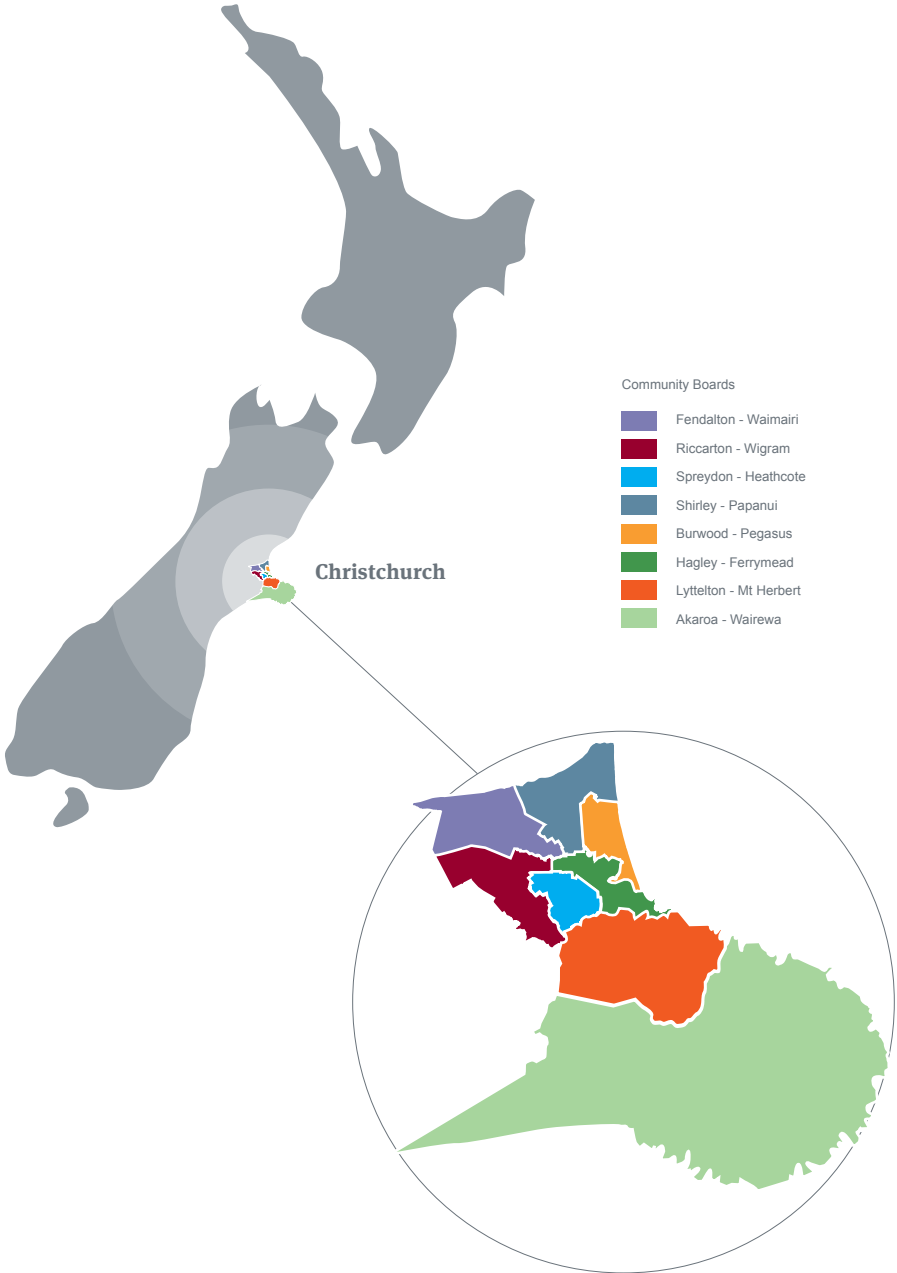 Community Boards
Fendalton - Waimairi
Riccarton - Wigram
Spreydon - Heathcote
Shirley - Papanui
Burwood - Pegasus
Hagley - Ferrymead
Lyttelton - Mt Herbert
Akaroa - Wairewa
Christchurch